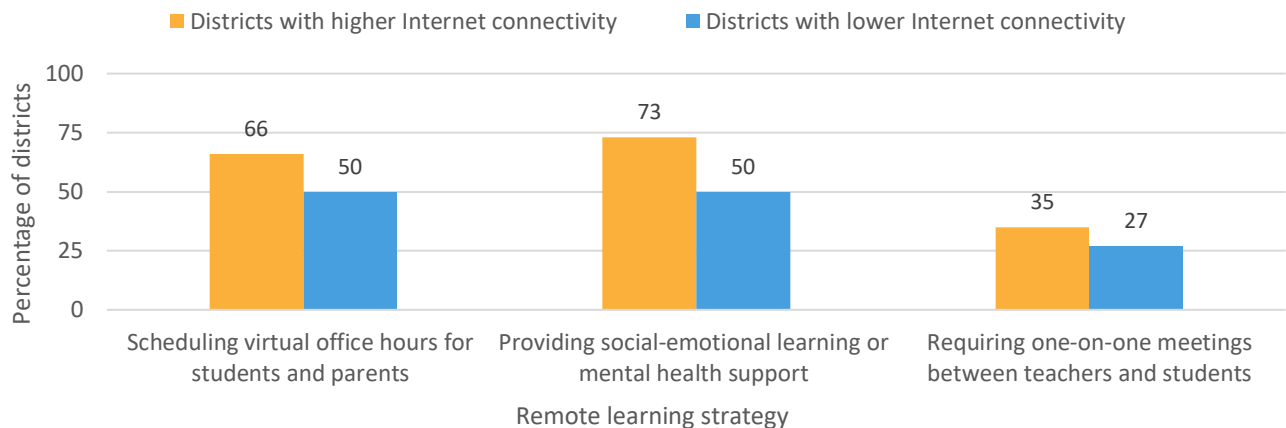 Districts with higher Internet connectivity Districts with lower Internet connectivity
Percentage of districts
100
75
50
25
0
66
50
73
50
35
27
Scheduling virtual office hours for
students and parents
Providing social-emotional learning or
mental health support
Requiring one-on-one meetings
between teachers and students
Remote learning strategy